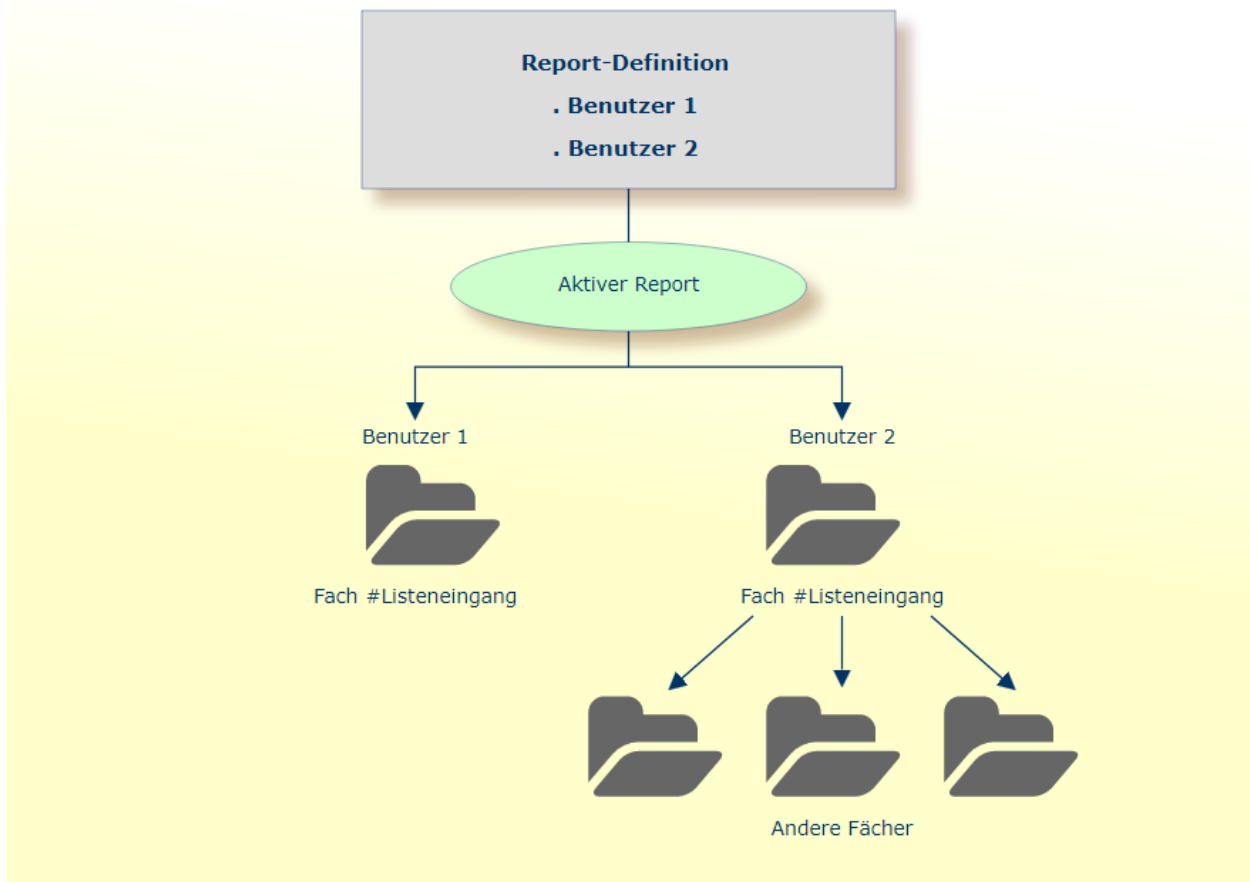 Report-Definition
. Benutzer 1
. Benutzer 2
Aktiver Report
Benutzer 1
Benutzer 2
Fach #Listeneingang
Fach #Listeneingang
Andere Fächer